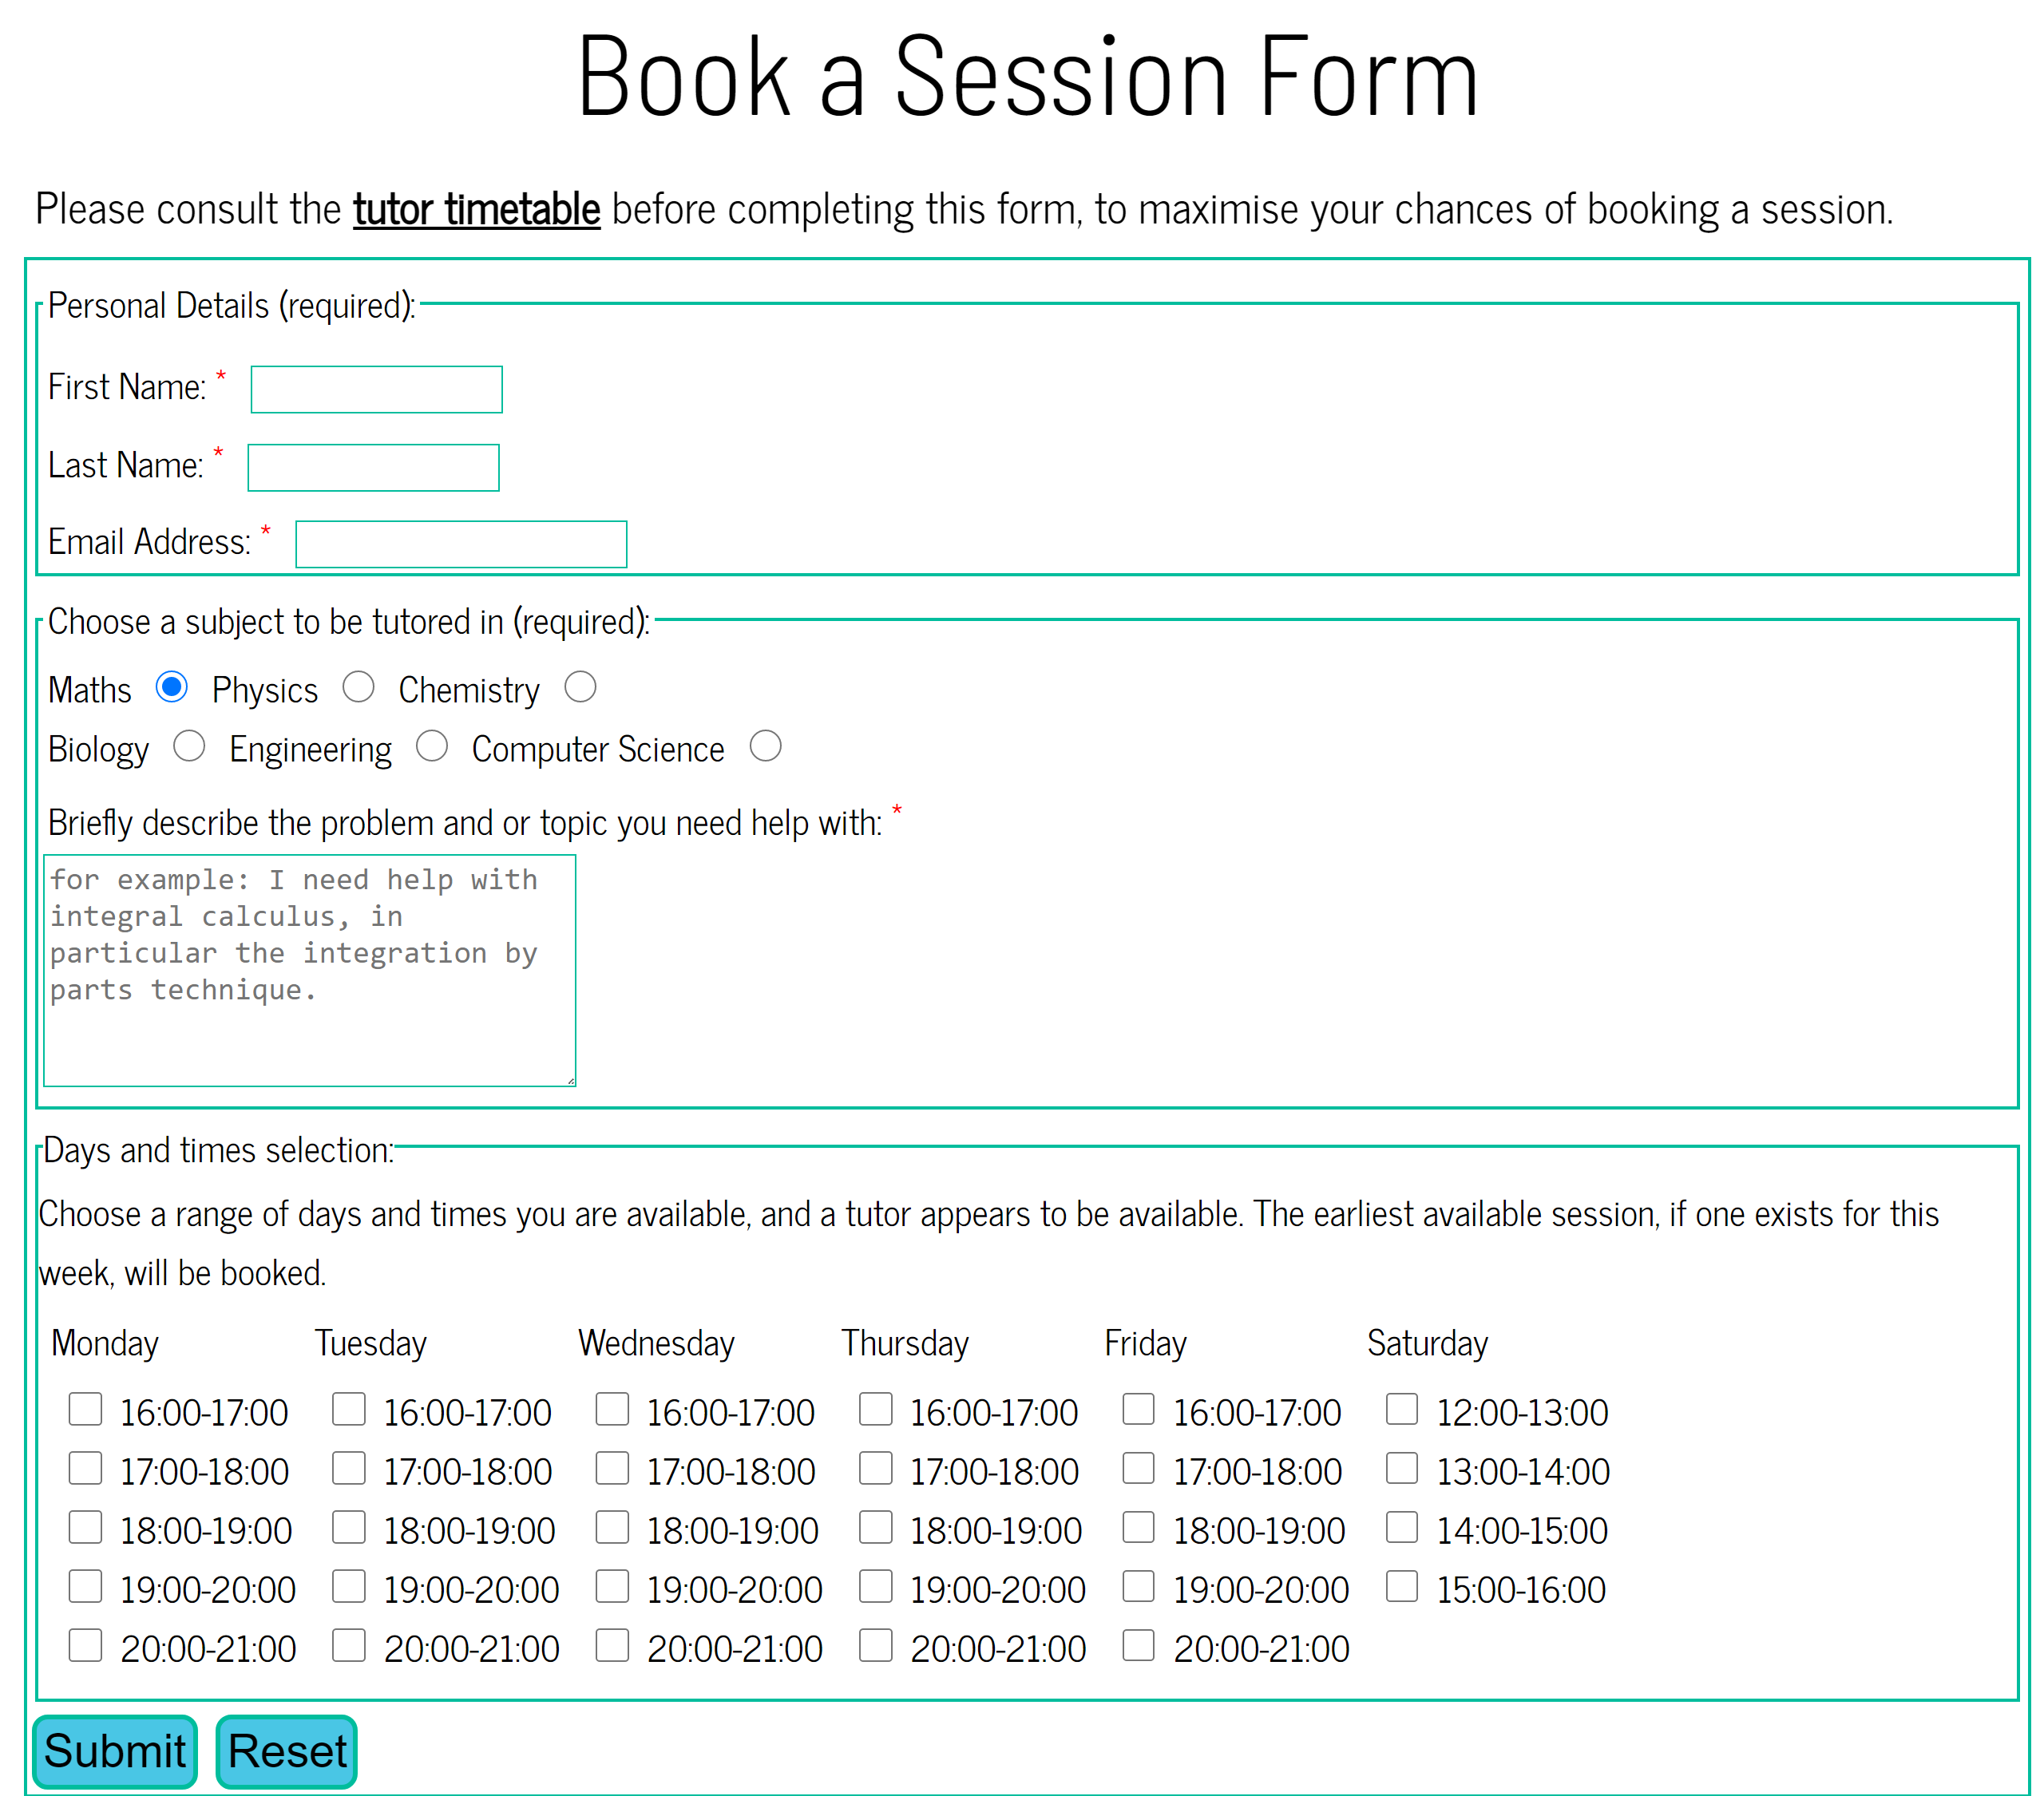 Book a Session Form
Please consult the tutor timetable before completing this form, to maximise your chances of booking a session.
Personal Details (required):
First Name: *
Last Name: *
Email Address: *
Choose a subject to be tutored in (required):
Maths Physics Chemistry
Biology Engineering Computer Science
Briefly describe the problem and or topic you need help with: *
for example: I need help with
integral calculus, in
particular the integration by
parts technique.
Days and times selection:
Choose a range of days and times you are available, and a tutor appears to be available. The earliest available session, if one exists for this
week, will be booked.
Monday Tuesday Wednesday Thursday Friday Saturday
16:00-17:00 16:00-17:00 16:00-17:00 16:00-17:00 16:00-17:00 12:00-13:00
17:00-18:00 17:00-18:00 17:00-18:00 17:00-18:00 17:00-18:00 13:00-14:00
18:00-19:00 18:00-19:00 18:00-19:00 18:00-19:00 18:00-19:00 14:00-15:00
19:00-20:00 19:00-20:00 19:00-20:00 19:00-20:00 19:00-20:00 15:00-16:00
20:00-21:00 20:00-21:00 20:00-21:00 20:00-21:00 20:00-21:00
Submit Reset